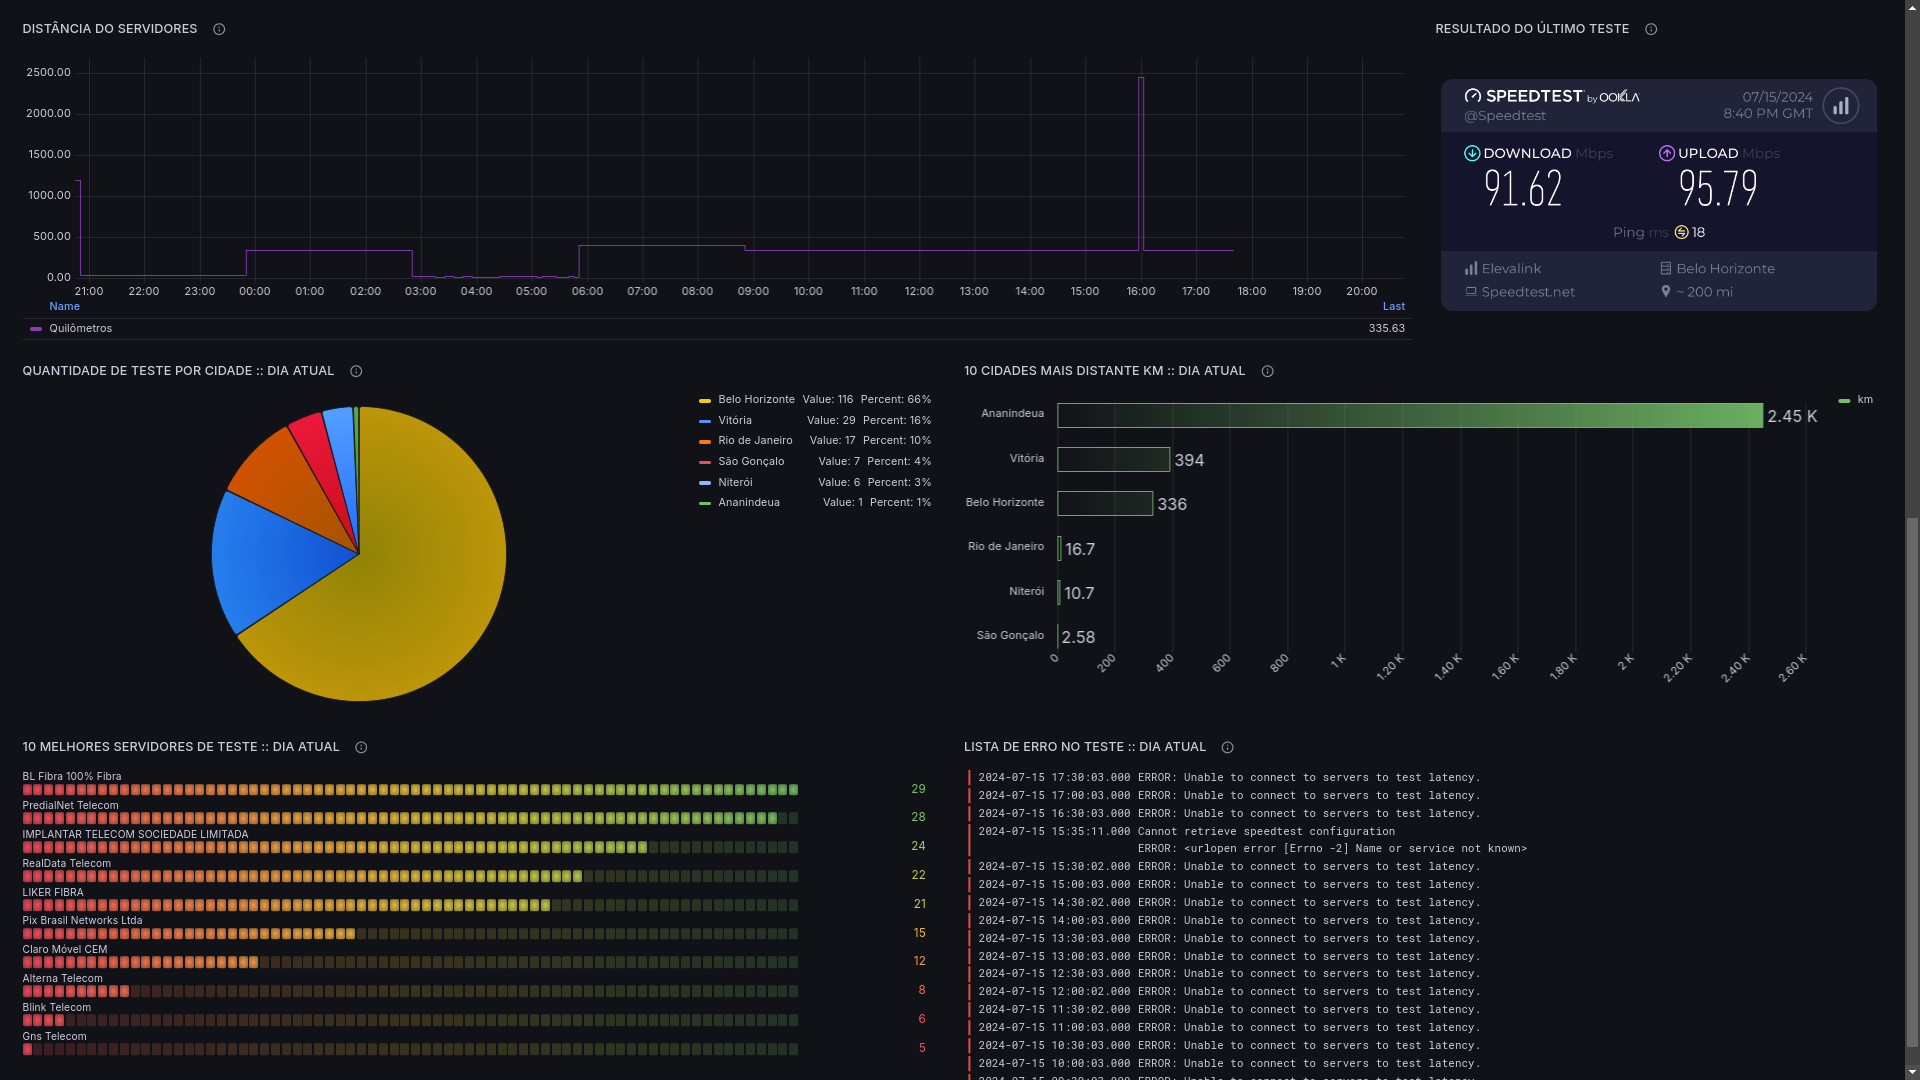 DISTÂNCIA DO SERVIDORES
2500.00
2000.00
1500.00
1000.00
500.00
0.00
21:00 22:00 23:00 00:00 01:00 02:00 03:00 04:00 05:00 06:00 07:00 08:00 09:00 10:00 11:00 12:00 13:00 14:00 15:00 16:00 17:00 18:00 19:00 20:00
Name Last
Quilômetros 335.63
RESULTADO DO ÚLTIMO TESTE
SPEEDTEST by OOKLA
@Speedtest
07/15/2024
8:40 PM GMT
DOWNLOAD Mbps
91.62
UPLOAD Mbps
95.79
Ping ms 18
Elevalink
Belo Horizonte
Speedtest.net
~ 200 mi
QUANTIDADE DE TESTE POR CIDADE :: DIA ATUAL
Belo Horizonte Value: 116 Percent: 66%
Vitória Value: 29 Percent: 16%
Rio de Janeiro Value: 17 Percent: 10%
São Gonçalo Value: 7 Percent: 4%
Niterói Value: 6 Percent: 3%
Ananindeua Value: 1 Percent: 1%
10 CIDADES MAIS DISTANTE KM :: DIA ATUAL
km
Ananindeua 2.45 K
Vitória 394
Belo Horizonte 336
Rio de Janeiro 16.7
Niterói 10.7
São Gonçalo 2.58
0 200 400 600 800 1 K 1.20 K 1.40 K 1.60 K 1.80 K 2 K 2.20 K 2.40 K 2.60 K
10 MELHORES SERVIDORES DE TESTE :: DIA ATUAL
BL Fibra 100% Fibra
29
PredialNet Telecom
28
IMPLANTAR TELECOM SOCIEDADE LIMITADA
24
RealData Telecom
22
LIKER FIBRA
21
Pix Brasil Networks Ltda
15
Claro Móvel CEM
12
Alterna Telecom
8
Blink Telecom
6
Gns Telecom
5
LISTA DE ERRO NO TESTE :: DIA ATUAL
2024-07-15 17:30:03.000 ERROR: Unable to connect to servers to test latency.
2024-07-15 17:00:03.000 ERROR: Unable to connect to servers to test latency.
2024-07-15 16:30:03.000 ERROR: Unable to connect to servers to test latency.
2024-07-15 15:35:11.000 Cannot retrieve speedtest configuration
ERROR: <urlopen error [Errno -2] Name or service not known>
2024-07-15 15:30:02.000 ERROR: Unable to connect to servers to test latency.
2024-07-15 15:00:03.000 ERROR: Unable to connect to servers to test latency.
2024-07-15 14:30:02.000 ERROR: Unable to connect to servers to test latency.
2024-07-15 14:00:03.000 ERROR: Unable to connect to servers to test latency.
2024-07-15 13:30:03.000 ERROR: Unable to connect to servers to test latency.
2024-07-15 13:00:03.000 ERROR: Unable to connect to servers to test latency.
2024-07-15 12:30:03.000 ERROR: Unable to connect to servers to test latency.
2024-07-15 12:00:02.000 ERROR: Unable to connect to servers to test latency.
2024-07-15 11:30:02.000 ERROR: Unable to connect to servers to test latency.
2024-07-15 11:00:03.000 ERROR: Unable to connect to servers to test latency.
2024-07-15 10:30:03.000 ERROR: Unable to connect to servers to test latency.
2024-07-15 10:00:03.000 ERROR: Unable to connect to servers to test latency.